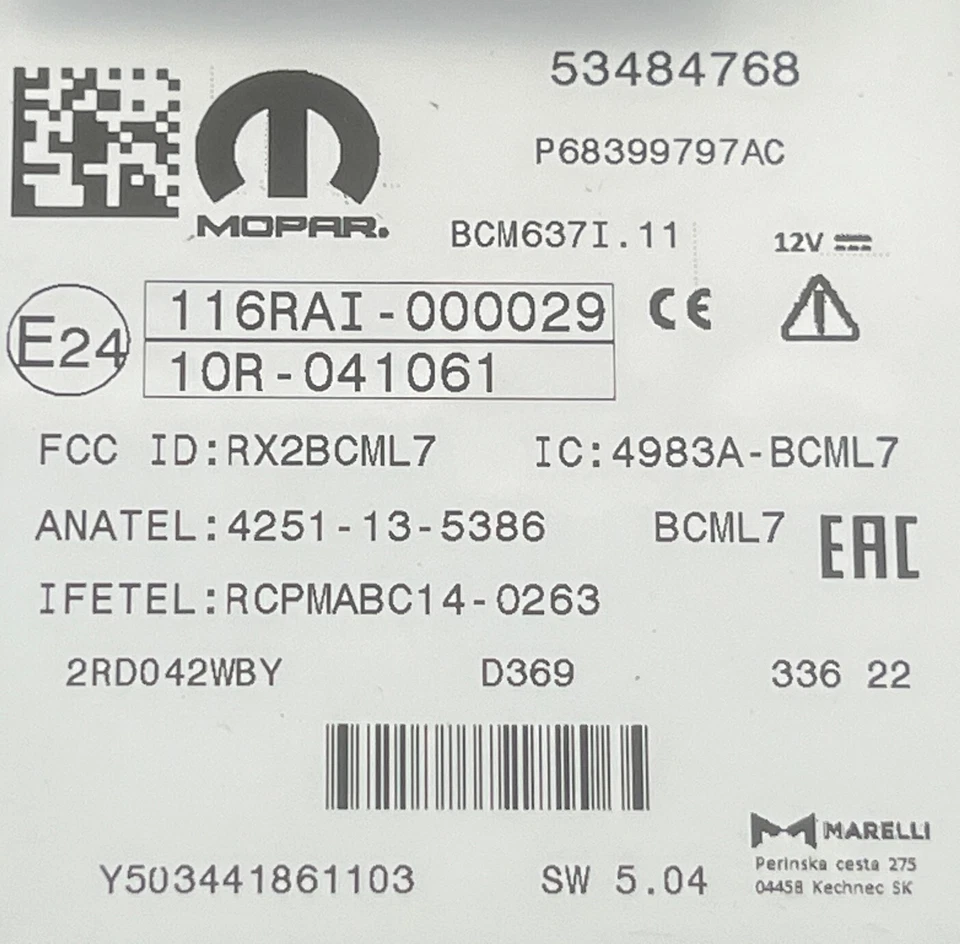 53484768
P68399797AC
MOPAR.
BCM637I.11
12V
E24
116RAI-000029
10R-041061
CE
FCC ID:RX2BCML7 IC:4983A-BCML7
ANATEL:4251-13-5386 BCML7 EAC
IFETEL:RCPMABC14-0263
2RD042WBY D369 336 22
MARELLI
Perinska cesta 275
04458 Kechnec SK
Y503441861103 SW 5.04